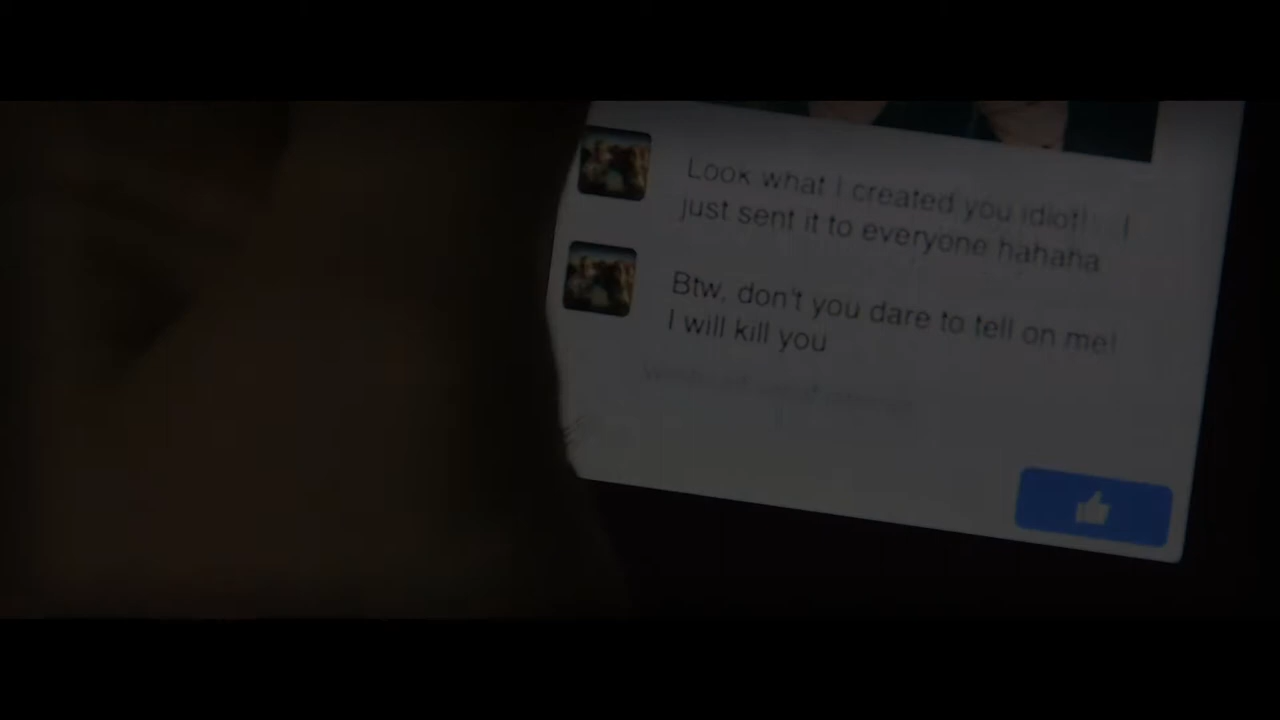 Look what I created you idiot! I
just sent it to everyone hahaha
Btw, don't you dare to tell on me!
I will kill you